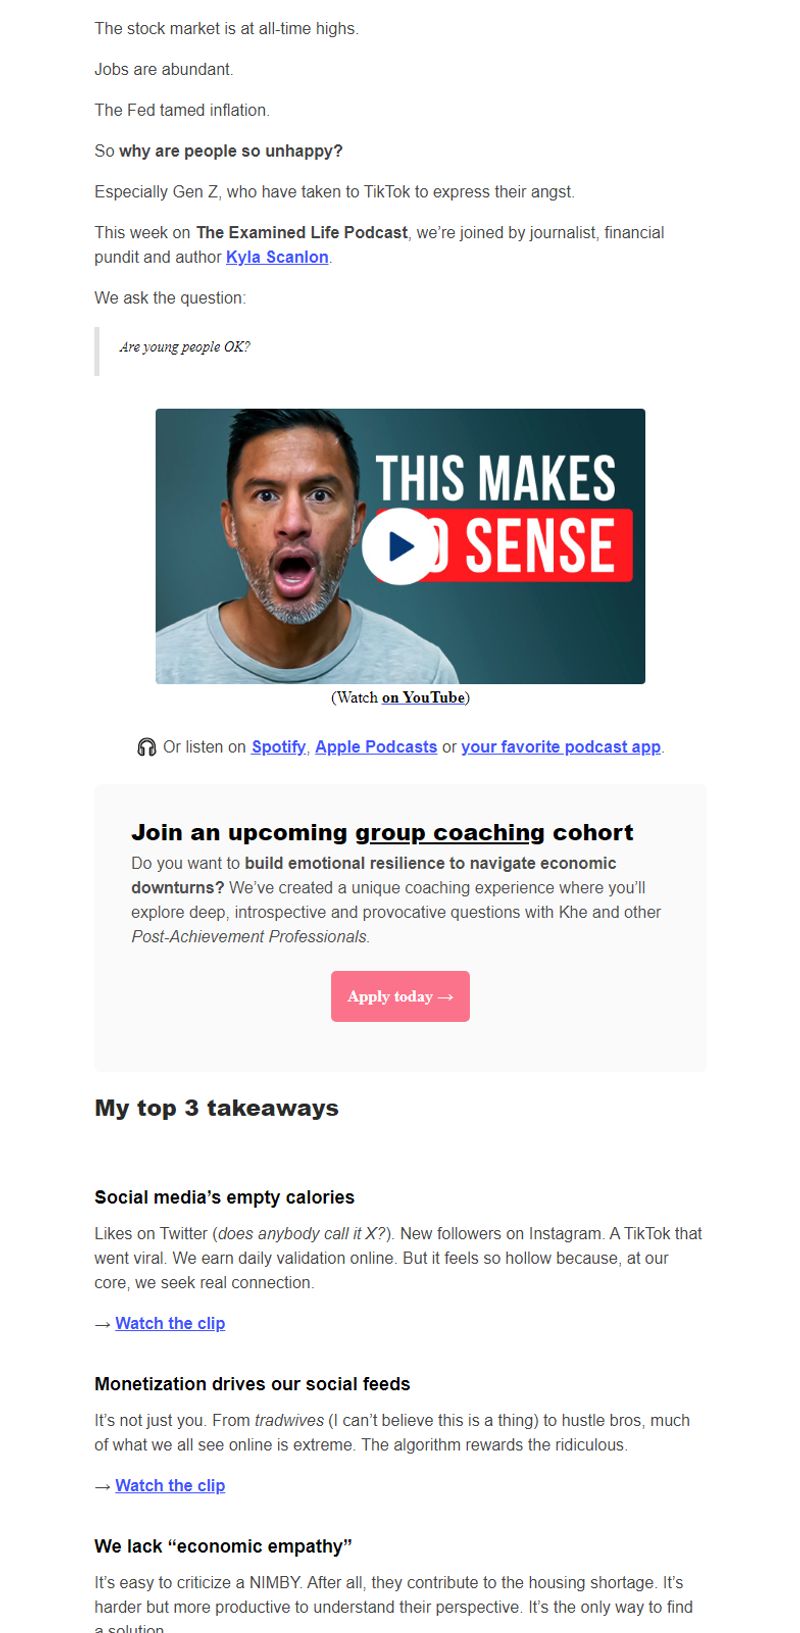 The stock market is at all-time highs.
Jobs are abundant.
The Fed tamed inflation.
So why are people so unhappy?
Especially Gen Z, who have taken to TikTok to express their angst.
This week on The Examined Life Podcast, we’re joined by journalist, financial
pundit and author Kyla Scanlon.
We ask the question:
Are young people OK?
THIS MAKES
SENSE
(Watch on YouTube)
Or listen on Spotify, Apple Podcasts or your favorite podcast app.
Join an upcoming group coaching cohort
Do you want to build emotional resilience to navigate economic
downturns? We’ve created a unique coaching experience where you’ll
explore deep, introspective and provocative questions with Khe and other
Post-Achievement Professionals.
Apply today →
My top 3 takeaways
Social media’s empty calories
Likes on Twitter (does anybody call it X?). New followers on Instagram. A TikTok that
went viral. We earn daily validation online. But it feels so hollow because, at our
core, we seek real connection.
→ Watch the clip
Monetization drives our social feeds
It’s not just you. From tradwives (I can’t believe this is a thing) to hustle bros, much
of what we all see online is extreme. The algorithm rewards the ridiculous.
→ Watch the clip
We lack “economic empathy”
It’s easy to criticize a NIMBY. After all, they contribute to the housing shortage. It’s
harder but more productive to understand their perspective. It’s the only way to find
a solution